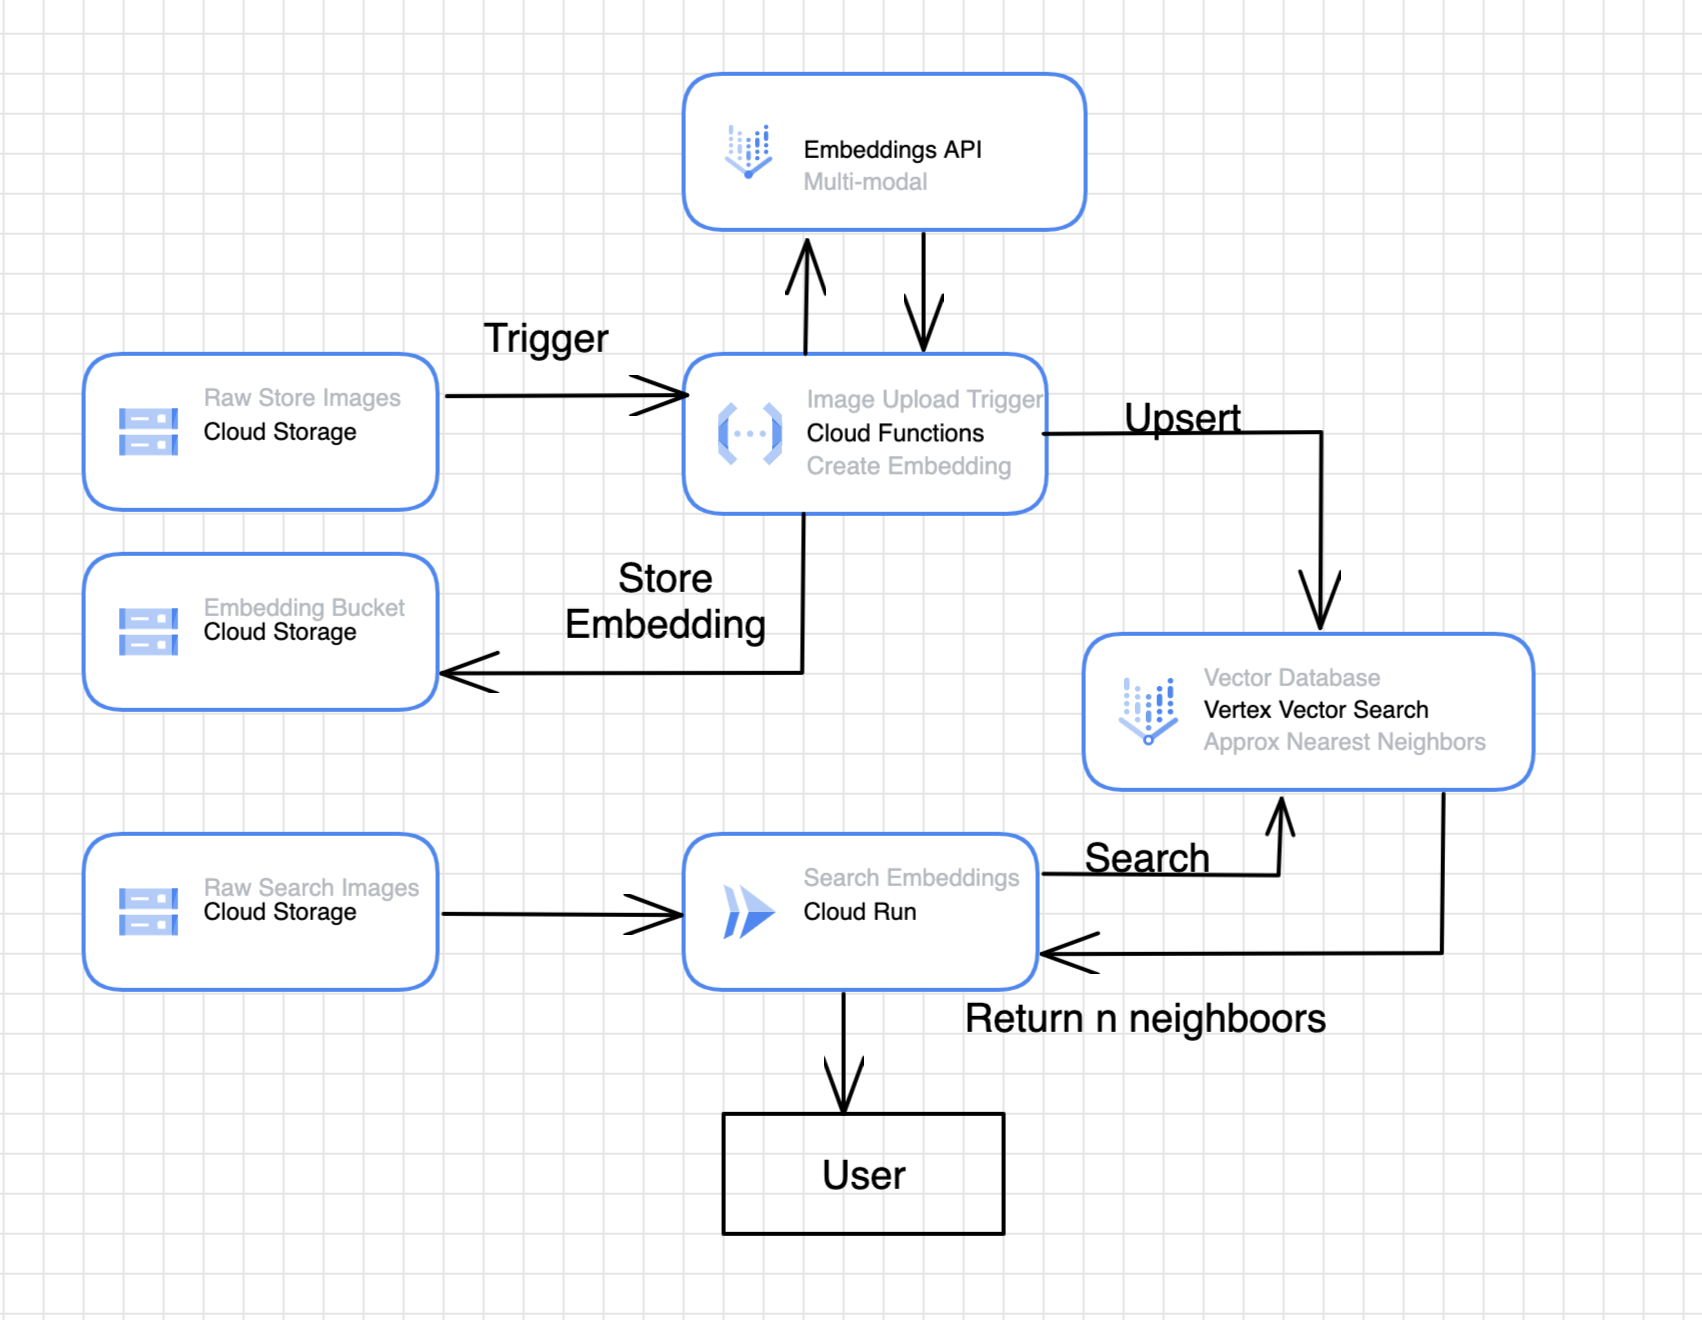 Embeddings API
Multi-modal
Trigger
Raw Store Images
Cloud Storage
Image Upload Trigger
Cloud Functions
Create Embedding
Upsert
Store
Embedding
Embedding Bucket
Cloud Storage
Vector Database
Vertex Vector Search
Approx Nearest Neighbors
Raw Search Images
Cloud Storage
Search Embeddings
Cloud Run
Search
Return n neighboors
User